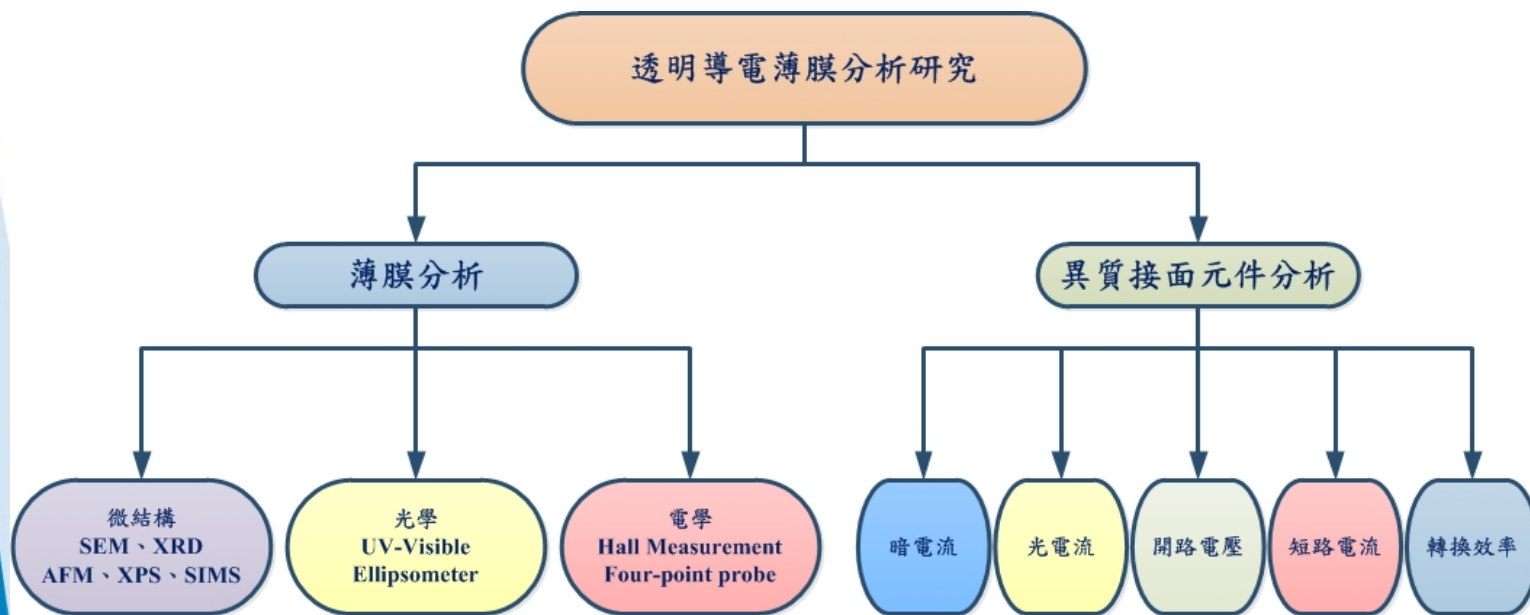 透明導電薄膜分析研究
薄膜分析
異質接面元件分析
微結構
SEM、XRD
AFM、XPS、SIMS
光學
UV-Visible
Ellipsometer
電學
Hall Measurement
Four-point probe
暗電流
光電流
開路電壓
短路電流
轉換效率